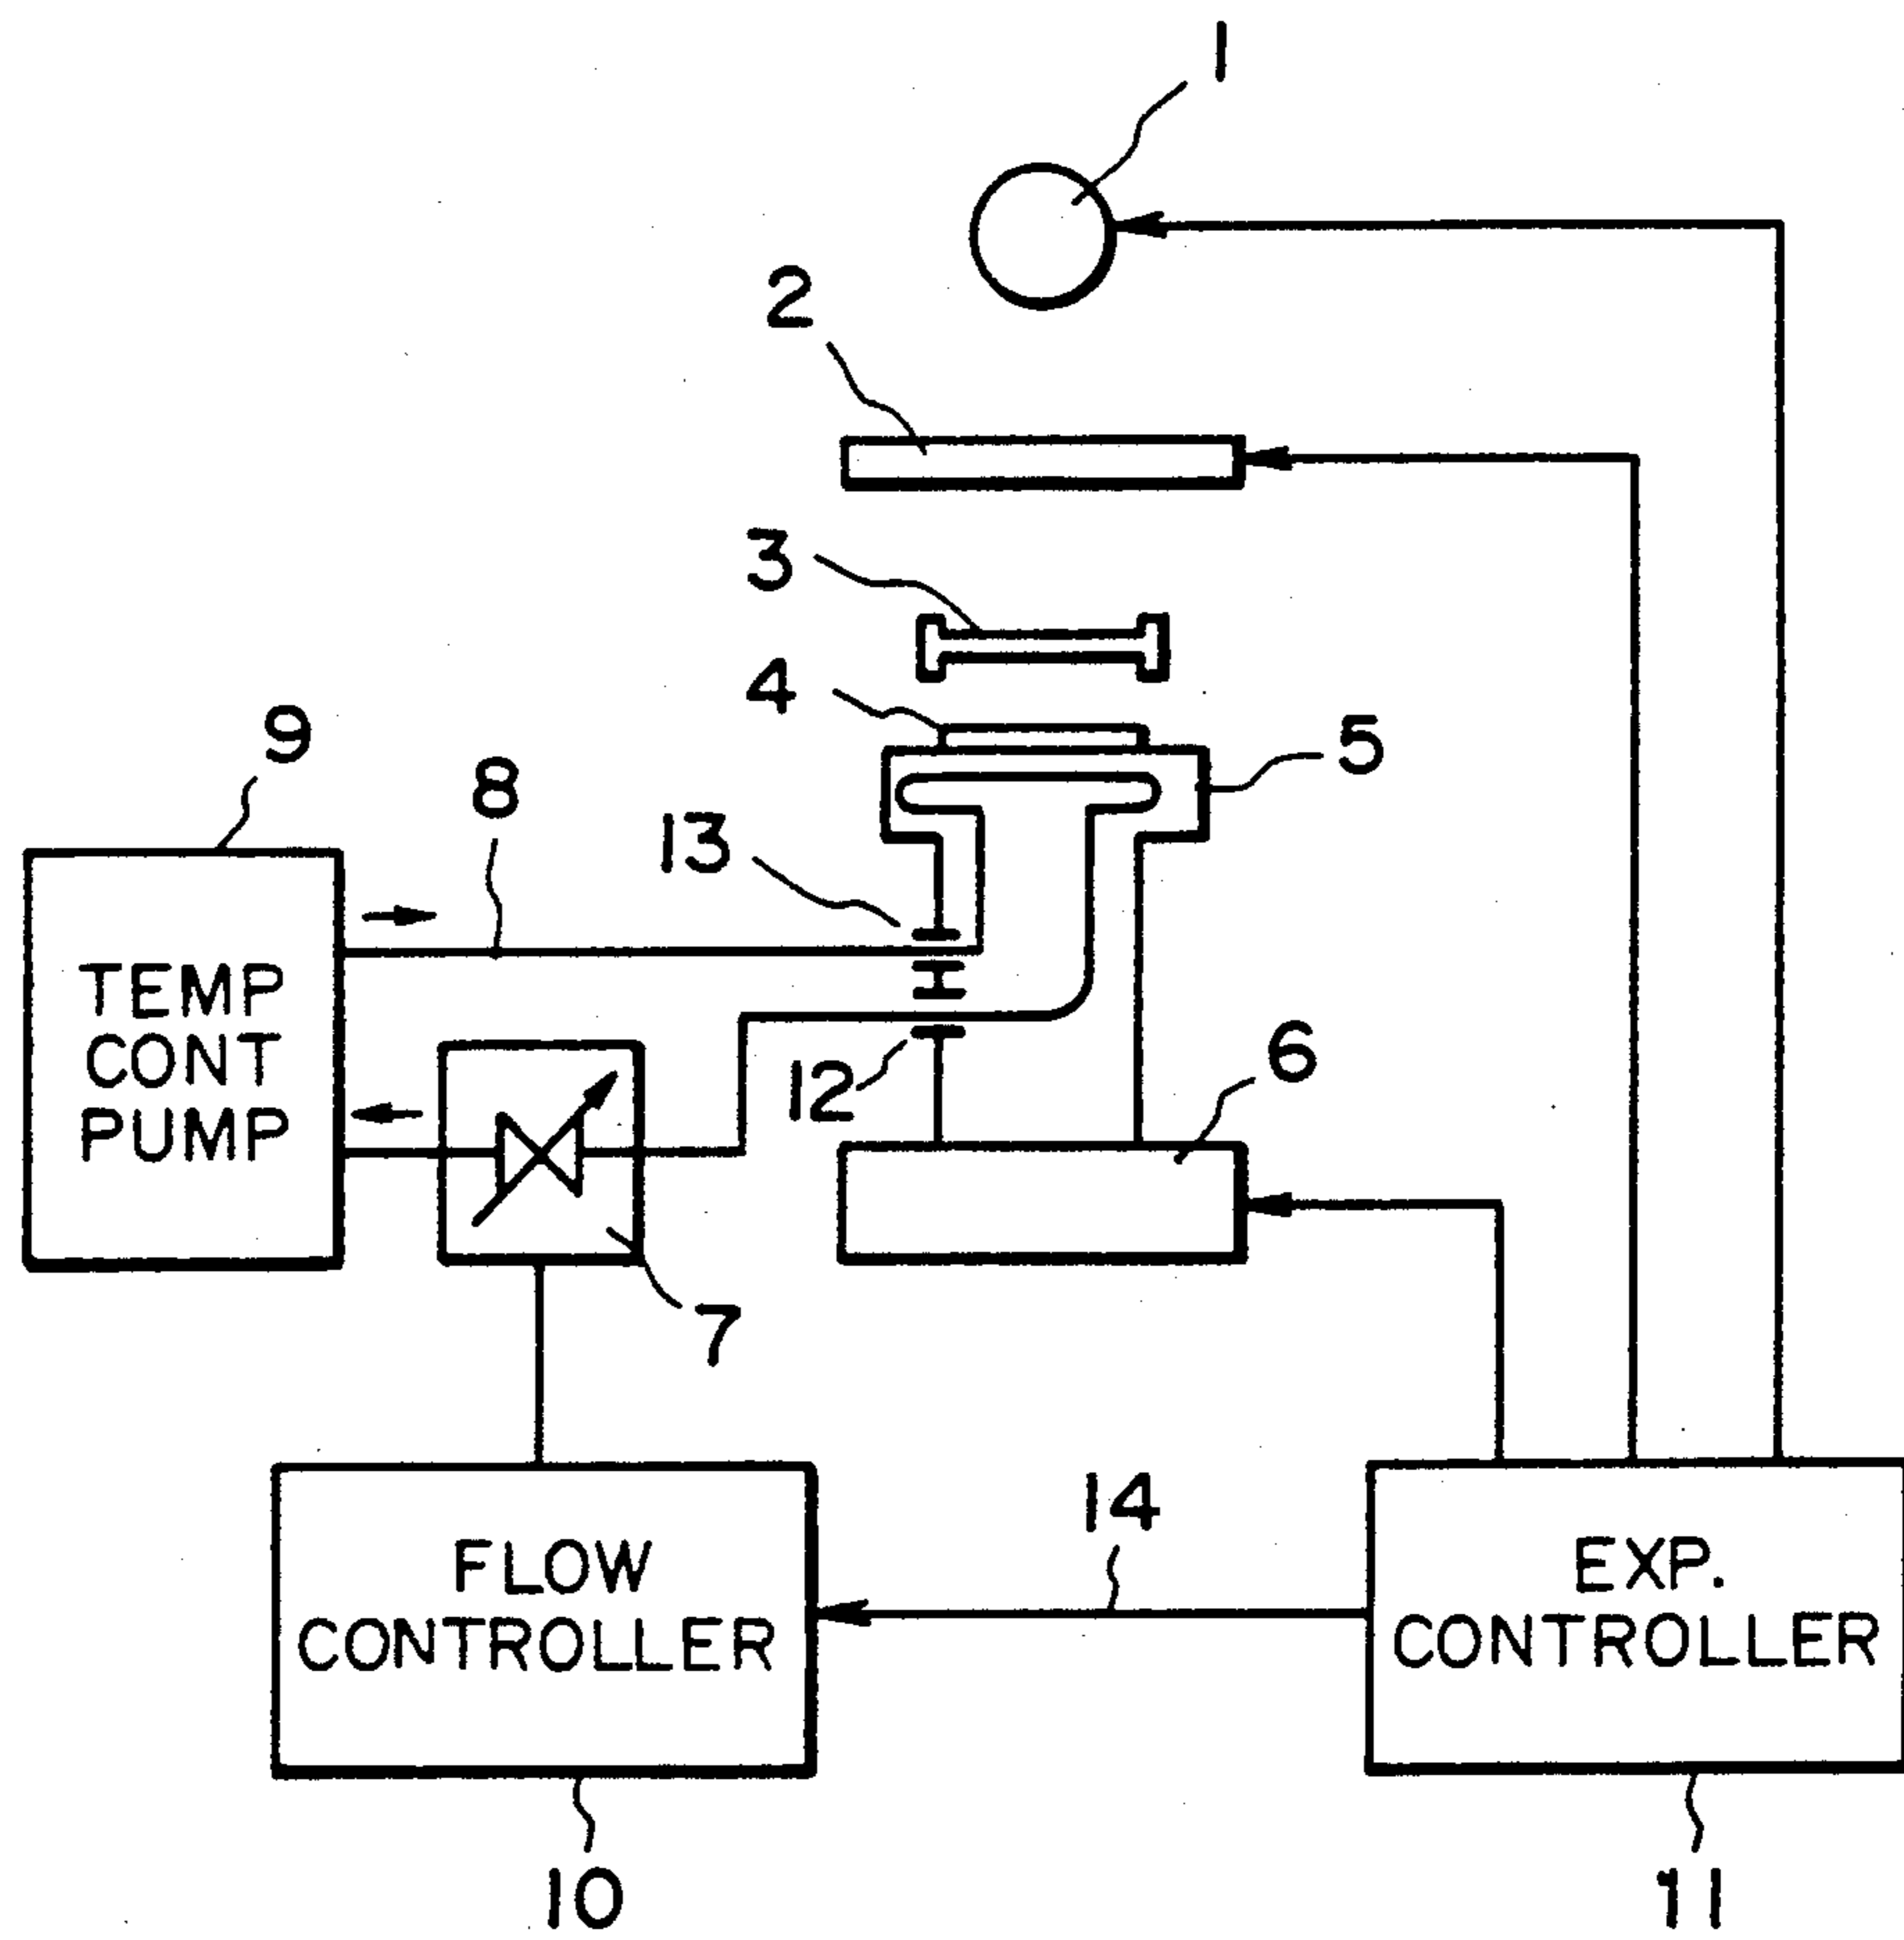 1
2
3
4
5
9
8
13
TEMP
CONT
PUMP
12
6
7
14
FLOW
CONTROLLER
EXP.
CONTROLLER
10
11